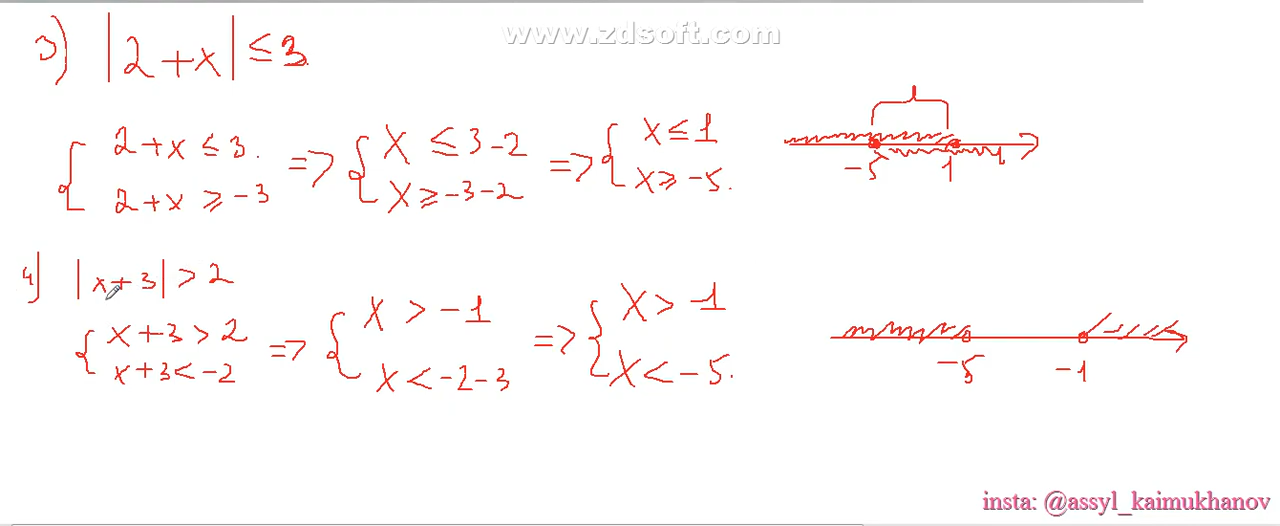 www.zdsoft.com
3) |2+x| ≤ 3
{ 2+x ≤ 3. => { x ≤ 3-2 => { x ≤ 1
2+x ≥ -3 x ≥ -3-2 x ≥ -5.
-5 1
4) |x+3| > 2
{ x+3 > 2 => { x > -1 => { x > -1
x+3 < -2 x < -2-3 x < -5.
-5 -1
insta: @assyl_kaimukhanov